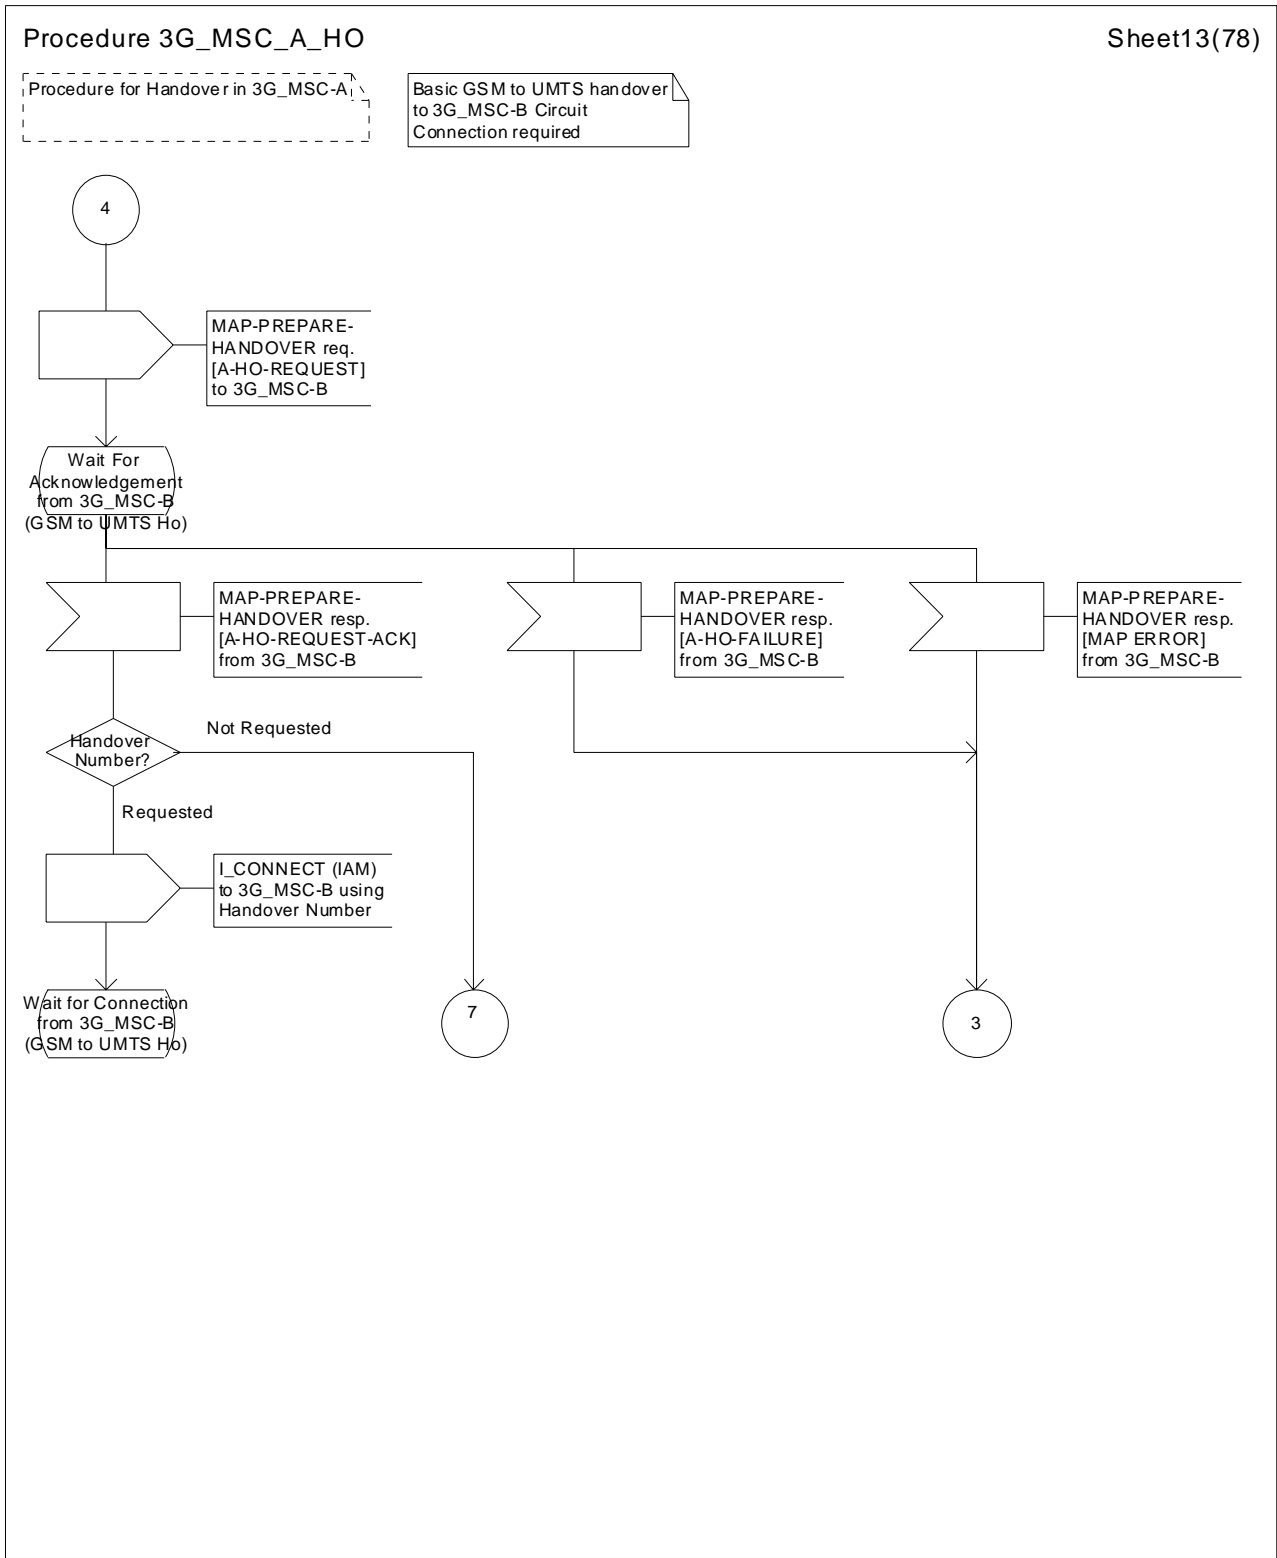 Procedure 3G_MSC_A_HO
Sheet13(78)
Procedure for Handover in 3G_MSC-A
Basic GSM to UMTS handover
to 3G_MSC-B Circuit
Connection required
4
MAP-PREPARE-
HANDOVER req.
[A-HO-REQUEST]
to 3G_MSC-B
Wait For
Acknowledgement
from 3G_MSC-B
(GSM to UMTS Ho)
MAP-PREPARE-
HANDOVER resp.
[A-HO-REQUEST-ACK]
from 3G_MSC-B
MAP-PREPARE-
HANDOVER resp.
[A-HO-FAILURE]
from 3G_MSC-B
MAP-PREPARE-
HANDOVER resp.
[MAP ERROR]
from 3G_MSC-B
Handover
Number?
Not Requested
Requested
I_CONNECT (IAM)
to 3G_MSC-B using
Handover Number
Wait for Connection
from 3G_MSC-B
(GSM to UMTS Ho)
7
3